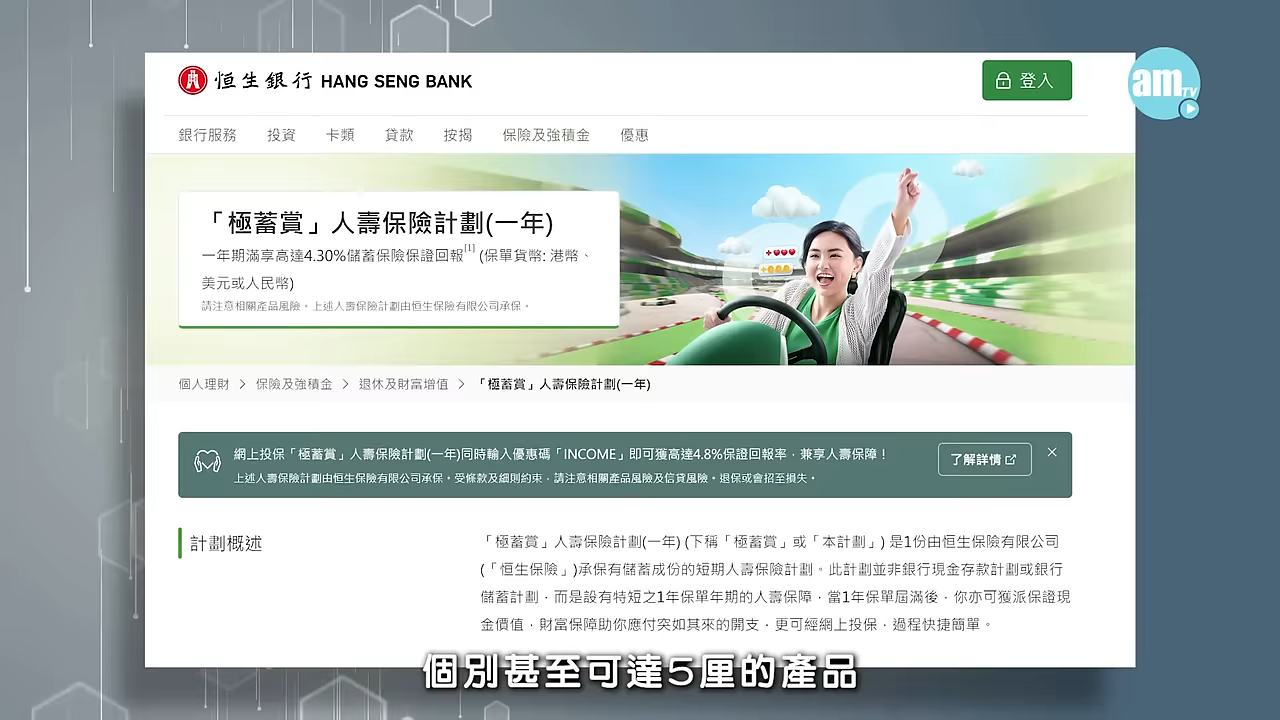 恒生銀行 HANG SENG BANK
登入
am
TV
銀行服務 投資 卡類 貸款 按揭 保險及強積金 優惠
「極蓄賞」人壽保險計劃(一年)
一年期滿享高達4.30%儲蓄保險保證回報[1] (保單貨幣: 港幣、
美元或人民幣)
請注意相關產品風險。上述人壽保險計劃由恒生保險有限公司承保。
個人理財 > 保險及強積金 > 退休及財富增值 > 「極蓄賞」人壽保險計劃(一年)
網上投保「極蓄賞」人壽保險計劃(一年)同時輸入優惠碼「INCOME」即可獲高達4.8%保證回報率，兼享人壽保障！
上述人壽保險計劃由恒生保險有限公司承保。受條款及細則約束，請注意相關產品風險及信貸風險。退保或會招至損失。
了解詳情
計劃概述
「極蓄賞」人壽保險計劃(一年) (下稱「極蓄賞」或「本計劃」) 是1份由恒生保險有限公司
(「恒生保險」)承保有儲蓄成份的短期人壽保險計劃。此計劃並非銀行現金存款計劃或銀行
儲蓄計劃，而是設有特短之1年保單年期的人壽保障，當1年保單屆滿後，你亦可獲派保證現
金價值，財富保障助你應付突如其來的開支，更可經網上投保，過程快捷簡單。
個別甚至可達5厘的產品